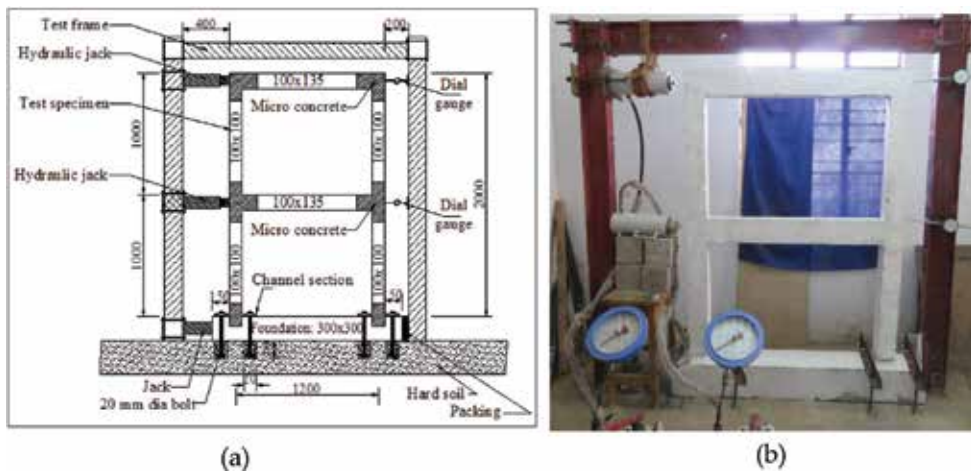 Test frame
400
200
Hydraulic jack
100x135
Micro concrete
Dial
gauge
Test specimen
100x100
100x100
1000
2000
Hydraulic jack
100x135
Micro concrete
Dial
gauge
1000
100x100
100x100
150
Channel section
50
Foundation: 300x300
Jack
1200
20 mm dia bolt
Hard soil
Packing
(a)
(b)